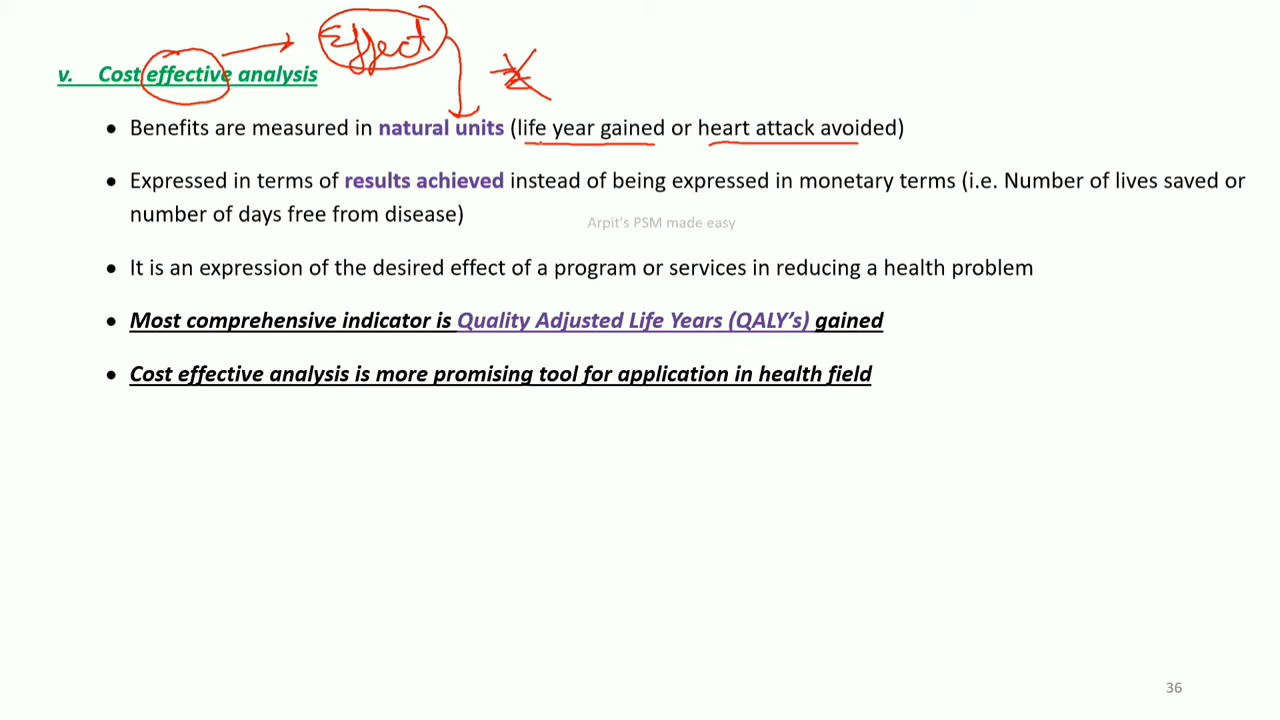 Effect
v. Cost effective analysis
• Benefits are measured in natural units (life year gained or heart attack avoided)
• Expressed in terms of results achieved instead of being expressed in monetary terms (i.e. Number of lives saved or
number of days free from disease)
Arpit's PSM made easy
• It is an expression of the desired effect of a program or services in reducing a health problem
• Most comprehensive indicator is Quality Adjusted Life Years (QALY’s) gained
• Cost effective analysis is more promising tool for application in health field
36